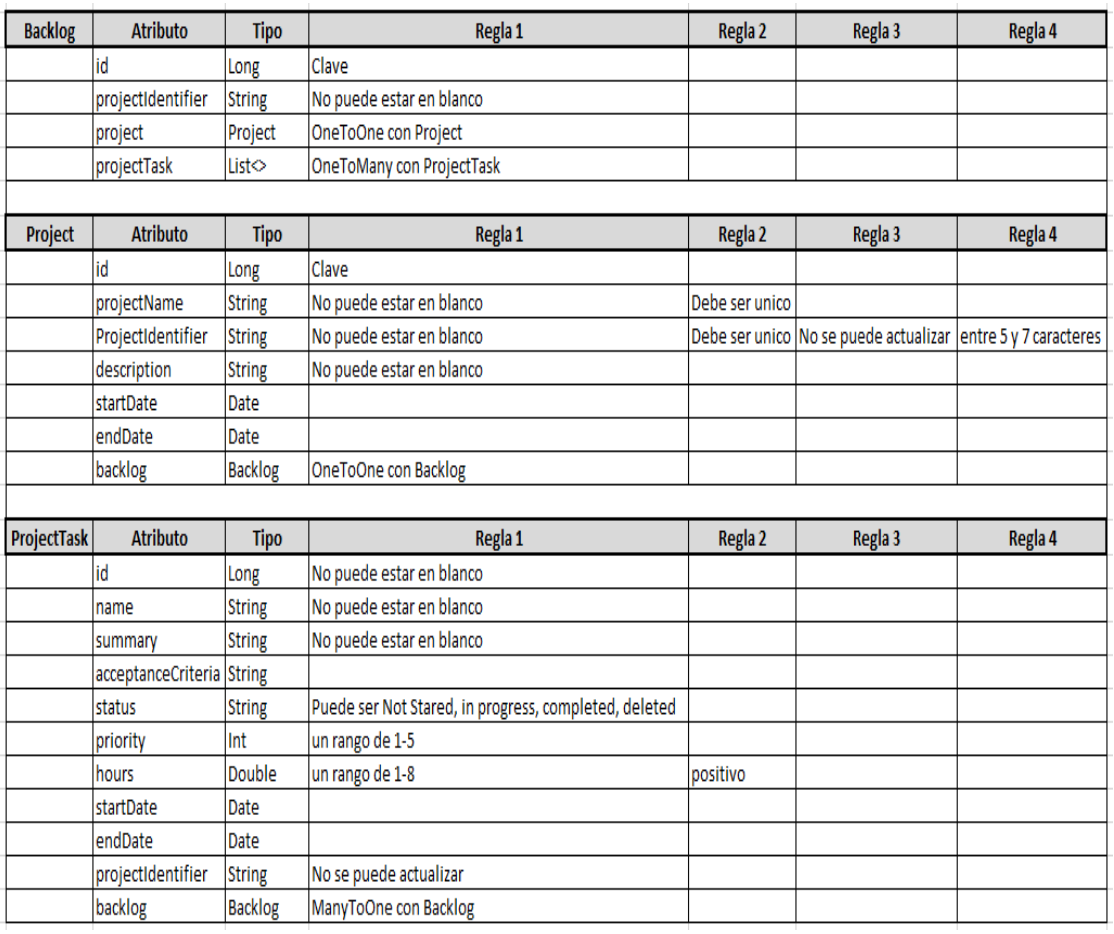 Backlog Atributo Tipo Regla 1 Regla 2 Regla 3 Regla 4
id Long Clave
projectIdentifier String No puede estar en blanco
project Project OneToOne con Project
projectTask List<> OneToMany con ProjectTask
Project Atributo Tipo Regla 1 Regla 2 Regla 3 Regla 4
id Long Clave
projectName String No puede estar en blanco Debe ser unico
ProjectIdentifier String No puede estar en blanco Debe ser unico No se puede actualizar entre 5 y 7 caracteres
description String No puede estar en blanco
startDate Date
endDate Date
backlog Backlog OneToOne con Backlog
ProjectTask Atributo Tipo Regla 1 Regla 2 Regla 3 Regla 4
id Long No puede estar en blanco
name String No puede estar en blanco
summary String No puede estar en blanco
acceptanceCriteria String
status String Puede ser Not Stared, in progress, completed, deleted
priority Int un rango de 1-5
hours Double un rango de 1-8 positivo
startDate Date
endDate Date
projectIdentifier String No se puede actualizar
backlog Backlog ManyToOne con Backlog